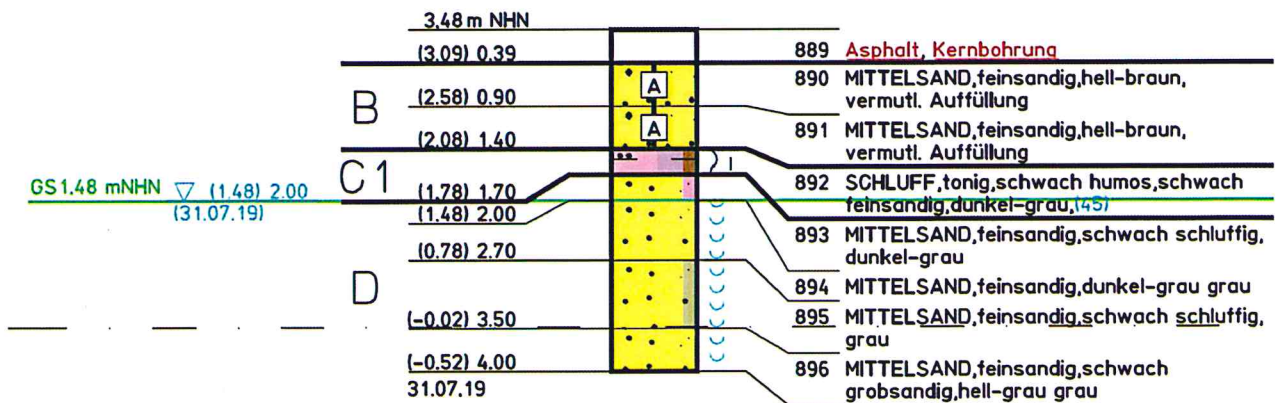 3,48 m NHN
(3.09) 0.39
889 Asphalt, Kernbohrung
B
A
890 MITTELSAND,feinsandig,hell-braun,
vermutl. Auffüllung
(2.58) 0.90
A
891 MITTELSAND,feinsandig,hell-braun,
vermutl. Auffüllung
(2.08) 1.40
C1
892 SCHLUFF,tonig,schwach humos,schwach
feinsandig,dunkel-grau,(45)
GS 1.48 mNHN (1.48) 2.00
(31.07.19)
(1.78) 1.70
(1.48) 2.00
893 MITTELSAND,feinsandig,schwach schluffig,
dunkel-grau
(0.78) 2.70
D
894 MITTELSAND,feinsandig,dunkel-grau grau
(-0.02) 3.50
895 MITTELSAND,feinsandig,schwach schluffig,
grau
(-0.52) 4.00
896 MITTELSAND,feinsandig,schwach
grobsandig,hell-grau grau
31.07.19